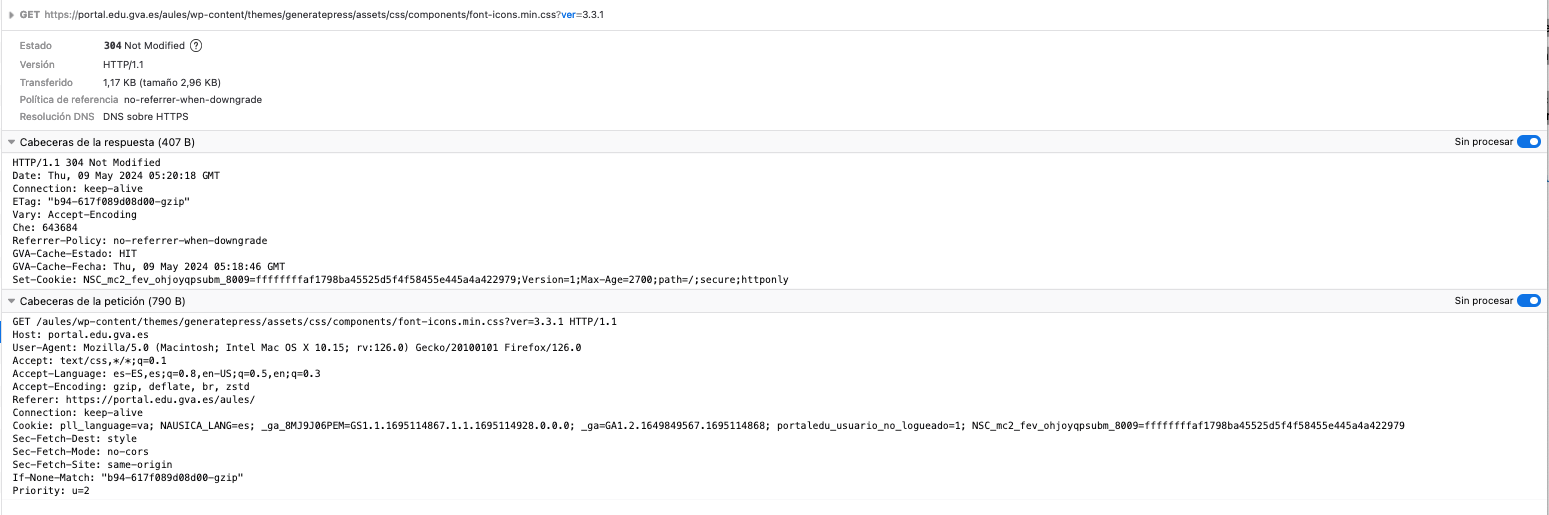 GET https://portal.edu.gva.es/aules/wp-content/themes/generatepress/assets/css/components/font-icons.min.css?ver=3.3.1
Estado 304 Not Modified ?
Versión HTTP/1.1
Transferido 1,17 KB (tamaño 2,96 KB)
Política de referencia no-referrer-when-downgrade
Resolución DNS DNS sobre HTTPS
Cabeceras de la respuesta (407 B) Sin procesar
HTTP/1.1 304 Not Modified
Date: Thu, 09 May 2024 05:20:18 GMT
Connection: keep-alive
ETag: "b94-617f089d08d00-gzip"
Vary: Accept-Encoding
Che: 643684
Referrer-Policy: no-referrer-when-downgrade
GVA-Cache-Estado: HIT
GVA-Cache-Fecha: Thu, 09 May 2024 05:18:46 GMT
Set-Cookie: NSC_mc2_fev_ohjoyqpsubm_8009=ffffffffaf1798ba45525d5f4f58455e445a4a422979;Version=1;Max-Age=2700;path=/;secure;httponly
Cabeceras de la petición (790 B) Sin procesar
GET /aules/wp-content/themes/generatepress/assets/css/components/font-icons.min.css?ver=3.3.1 HTTP/1.1
Host: portal.edu.gva.es
User-Agent: Mozilla/5.0 (Macintosh; Intel Mac OS X 10.15; rv:126.0) Gecko/20100101 Firefox/126.0
Accept: text/css,*/*;q=0.1
Accept-Language: es-ES,es;q=0.8,en-US;q=0.5,en;q=0.3
Accept-Encoding: gzip, deflate, br, zstd
Referer: https://portal.edu.gva.es/aules/
Connection: keep-alive
Cookie: pll_language=va; NAUSICA_LANG=es; _ga_8MJ9J06PEM=GS1.1.1695114867.1.1.1695114928.0.0.0; _ga=GA1.2.1649849567.1695114868; portaledu_usuario_no_logueado=1; NSC_mc2_fev_ohjoyqpsubm_8009=ffffffffaf1798ba45525d5f4f58455e445a4a422979
Sec-Fetch-Dest: style
Sec-Fetch-Mode: no-cors
Sec-Fetch-Site: same-origin
If-None-Match: "b94-617f089d08d00-gzip"
Priority: u=2